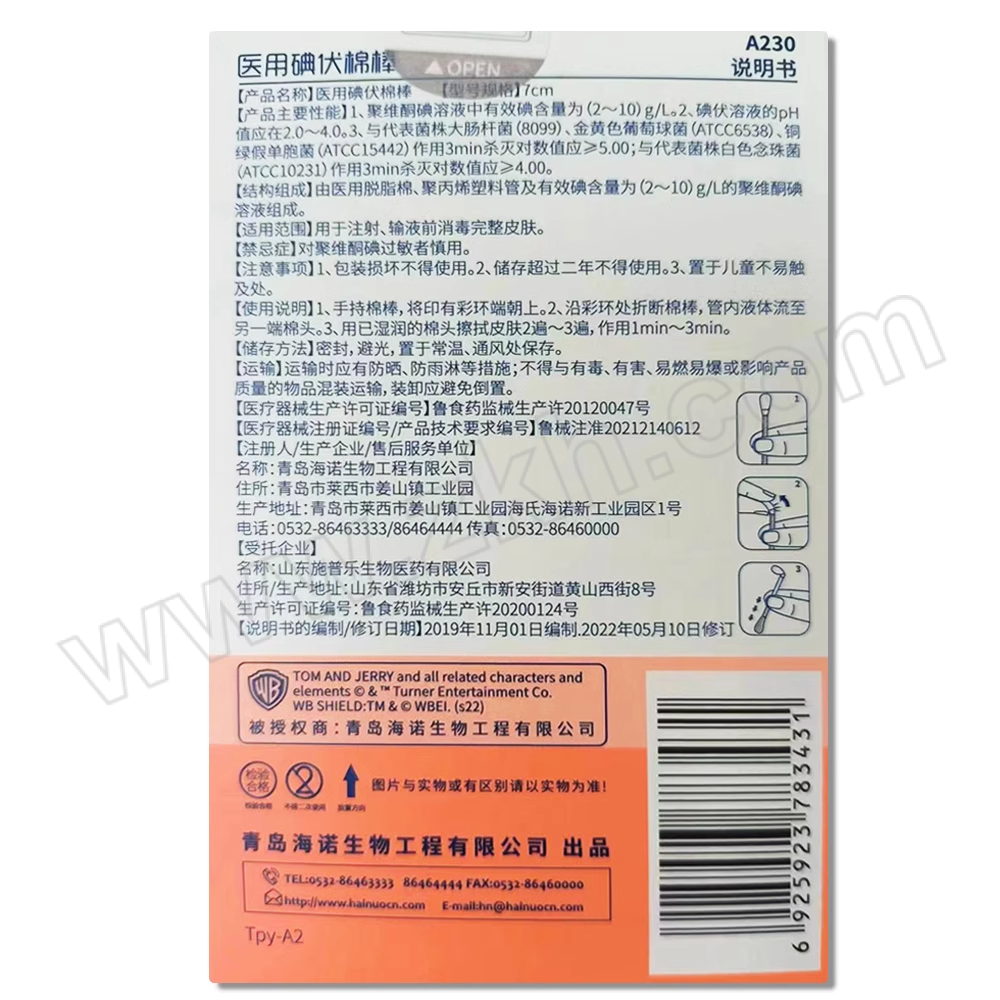 A230
说明书
医用碘伏棉棒
OPEN
【产品名称】医用碘伏棉棒 【型号规格】7cm
【产品主要性能】1、聚维酮碘溶液中有效碘含量为(2~10)g/L。2、碘伏溶液的pH
值应在2.0~4.0。3、与代表菌株大肠杆菌(8099)、金黄色葡萄球菌(ATCC6538)、铜
绿假单胞菌(ATCC15442)作用3min杀灭对数值应≥5.00;与代表菌株白色念珠菌
(ATCC10231)作用3min杀灭对数值应≥4.00。
【结构组成】由医用脱脂棉、聚丙烯塑料管及有效碘含量为(2~10)g/L的聚维酮碘
溶液组成。
【适用范围】用于注射、输液前消毒完整皮肤。
【禁忌症】对聚维酮碘过敏者慎用。
【注意事项】1、包装损坏不得使用。2、储存超过二年不得使用。3、置于儿童不易触
及处。
【使用说明】1、手持棉棒,将印有彩环端朝上。2、沿彩环处折断棉棒,管内液体流至
另一端棉头。3、用已湿润的棉头擦拭皮肤2遍~3遍,作用1min~3min。
【储存方法】密封,避光,置于常温、通风处保存。
【运输】运输时应有防晒、防雨淋等措施;不得与有毒、有害、易燃易爆或影响产品
质量的物品混装运输,装卸应避免倒置。
【医疗器械生产许可证编号】鲁食药监械生产许20120047号
【医疗器械注册证编号/产品技术要求编号】鲁械注准20212140612
【注册人/生产企业/售后服务单位】
名称:青岛海诺生物工程有限公司
住所:青岛市莱西市姜山镇工业园
生产地址:青岛市莱西市姜山镇工业园海氏海诺新工业园区1号
电话:0532-86463333/86464444 传真:0532-86460000
【受托企业】
名称:山东施普乐生物医药有限公司
住所/生产地址:山东省潍坊市安丘市新安街道黄山西街8号
生产许可证编号:鲁食药监械生产许20200124号
【说明书的编制/修订日期】2019年11月01日编制.2022年05月10日修订
1
2
3
www.zkh.com
WB
TOM AND JERRY and all related characters and
elements © & ™ Turner Entertainment Co.
WB SHIELD:TM & © WBEI. (s22)
被授权商:青岛海诺生物工程有限公司
检验
合格
2
检验合格
不得二次使用
放置方向
图片与实物或有区别请以实物为准!
青岛海诺生物工程有限公司 出品
TEL:0532-86463333 86464444 FAX:0532-86460000
http://www.hainuocn.com E-mail:hn@hainuocn.com
Tpy-A2
6 925923 783431